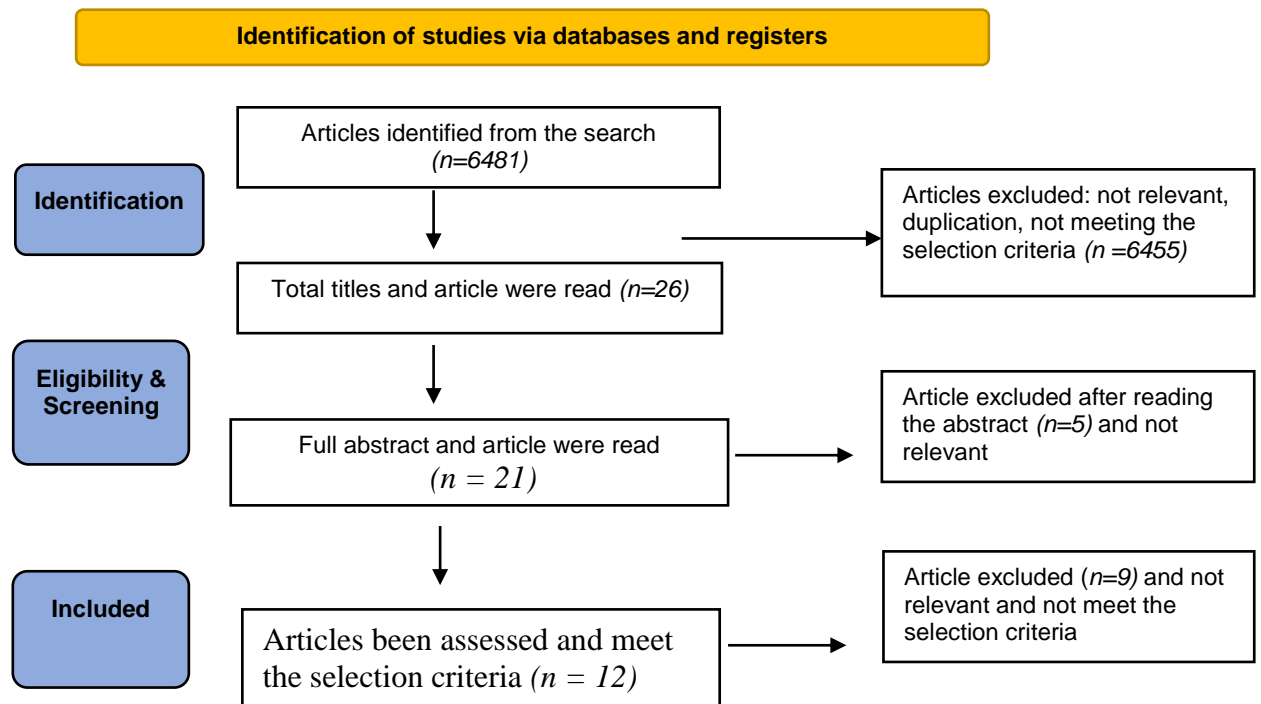 Identification of studies via databases and registers
Articles identified from the search
(n=6481)
Identification
Articles excluded: not relevant,
duplication, not meeting the
selection criteria (n =6455)
Total titles and article were read (n=26)
Eligibility &
Screening
Article excluded after reading
the abstract (n=5) and not
relevant
Full abstract and article were read
(n = 21)
Included
Article excluded (n=9) and not
relevant and not meet the
selection criteria
Articles been assessed and meet
the selection criteria (n = 12)